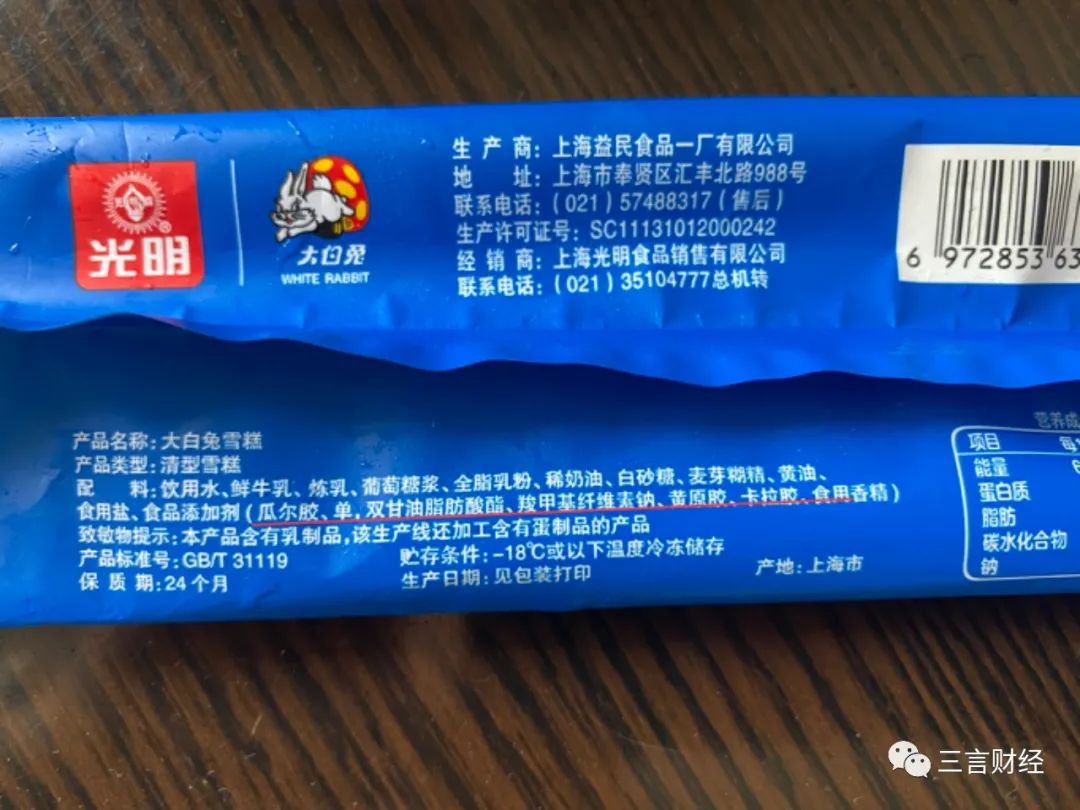 光明
大白兔
WHITE RABBIT
生产商：上海益民食品一厂有限公司
地址：上海市奉贤区汇丰北路988号
联系电话：（021）57488317（售后）
生产许可证号：SC11131012000242
经销商：上海光明食品销售有限公司
联系电话：（021）35104777总机转
6 972853 63
产品名称：大白兔雪糕
产品类型：清型雪糕
配料：饮用水、鲜牛乳、炼乳、葡萄糖浆、全脂乳粉、稀奶油、白砂糖、麦芽糊精、黄油、
食用盐、食品添加剂（瓜尔胶、单，双甘油脂肪酸酯、羧甲基纤维素钠、黄原胶、卡拉胶、食用香精）
致敏物提示：本产品含有乳制品，该生产线还加工含有蛋制品的产品
产品标准号：GB/T 31119
贮存条件：-18℃或以下温度冷冻储存
保质期：24个月
生产日期：见包装打印
产地：上海市
营养成
项目 每
能量
蛋白质
脂肪
碳水化合物
钠
三言财经